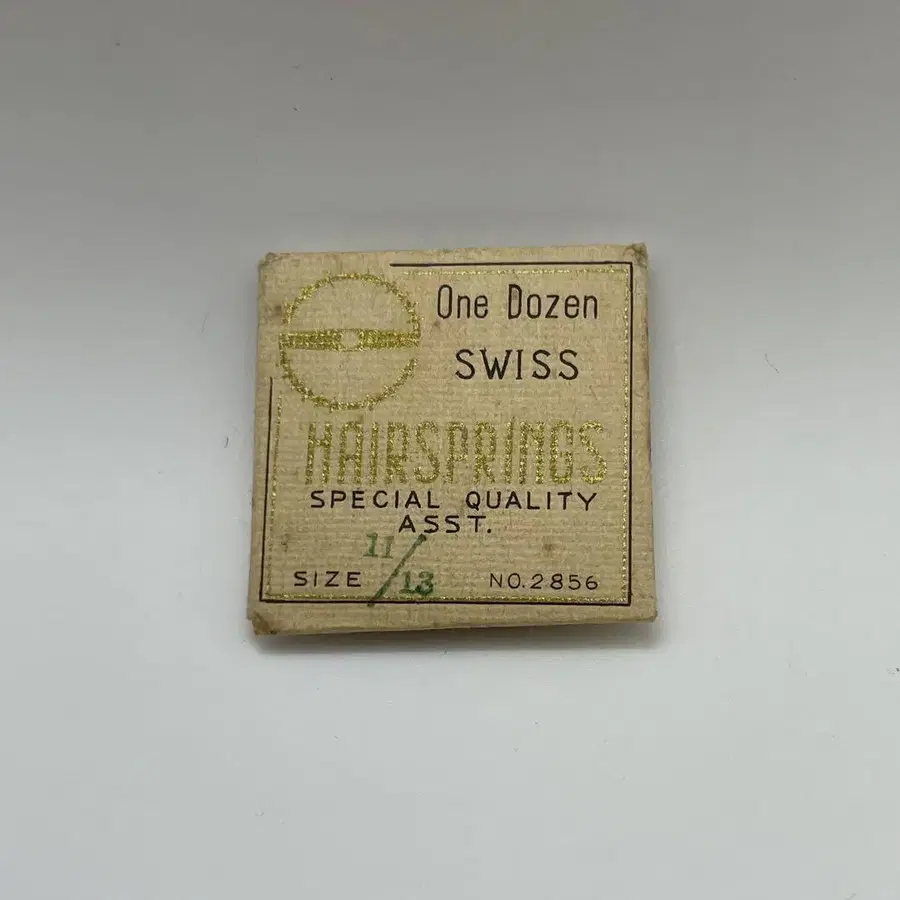 One Dozen
SWISS
HAIRSPRINGS
SPECIAL QUALITY
ASST.
SIZE 11/13 NO.2856